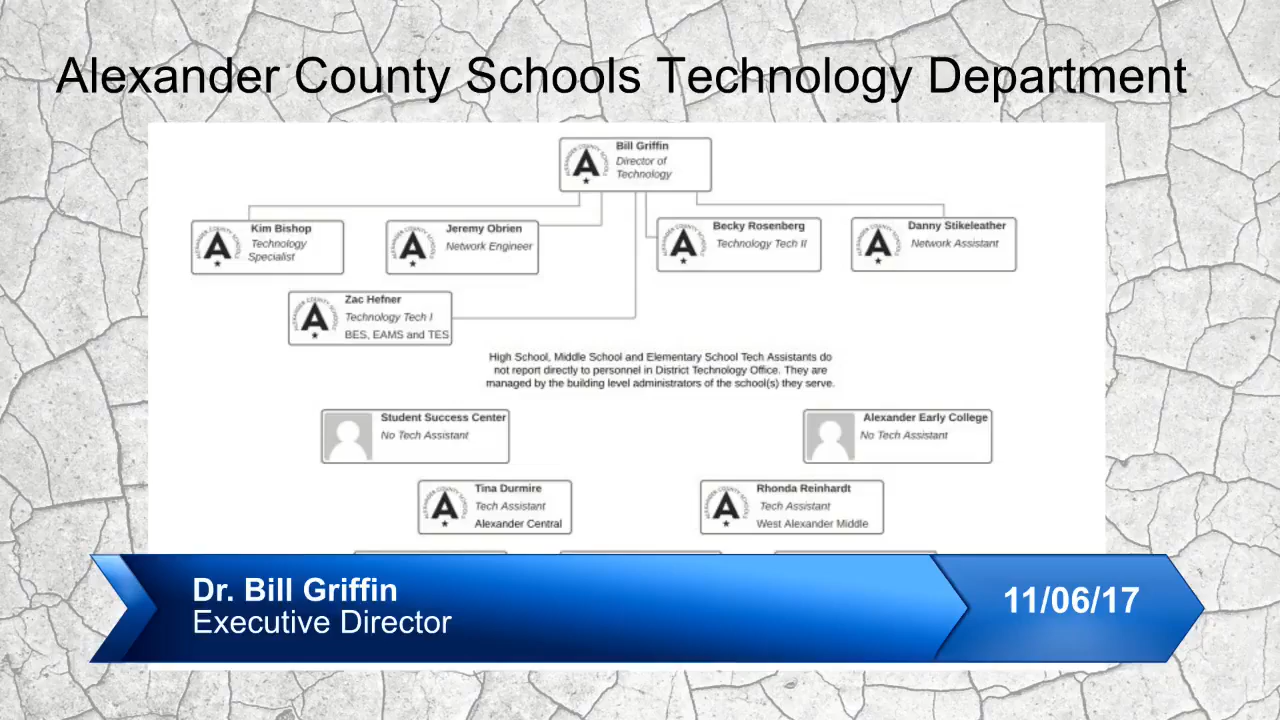 Alexander County Schools Technology Department
Bill Griffin
Director of
Technology
Kim Bishop
Technology
Specialist
Jeremy Obrien
Network Engineer
Becky Rosenberg
Technology Tech II
Danny Stikeleather
Network Assistant
Zac Hefner
Technology Tech I
BES, EAMS and TES
High School, Middle School and Elementary School Tech Assistants do
not report directly to personnel in District Technology Office. They are
managed by the building level administrators of the school(s) they serve.
Student Success Center
No Tech Assistant
Alexander Early College
No Tech Assistant
Tina Durmire
Tech Assistant
Alexander Central
Rhonda Reinhardt
Tech Assistant
West Alexander Middle
Dr. Bill Griffin
Executive Director
11/06/17